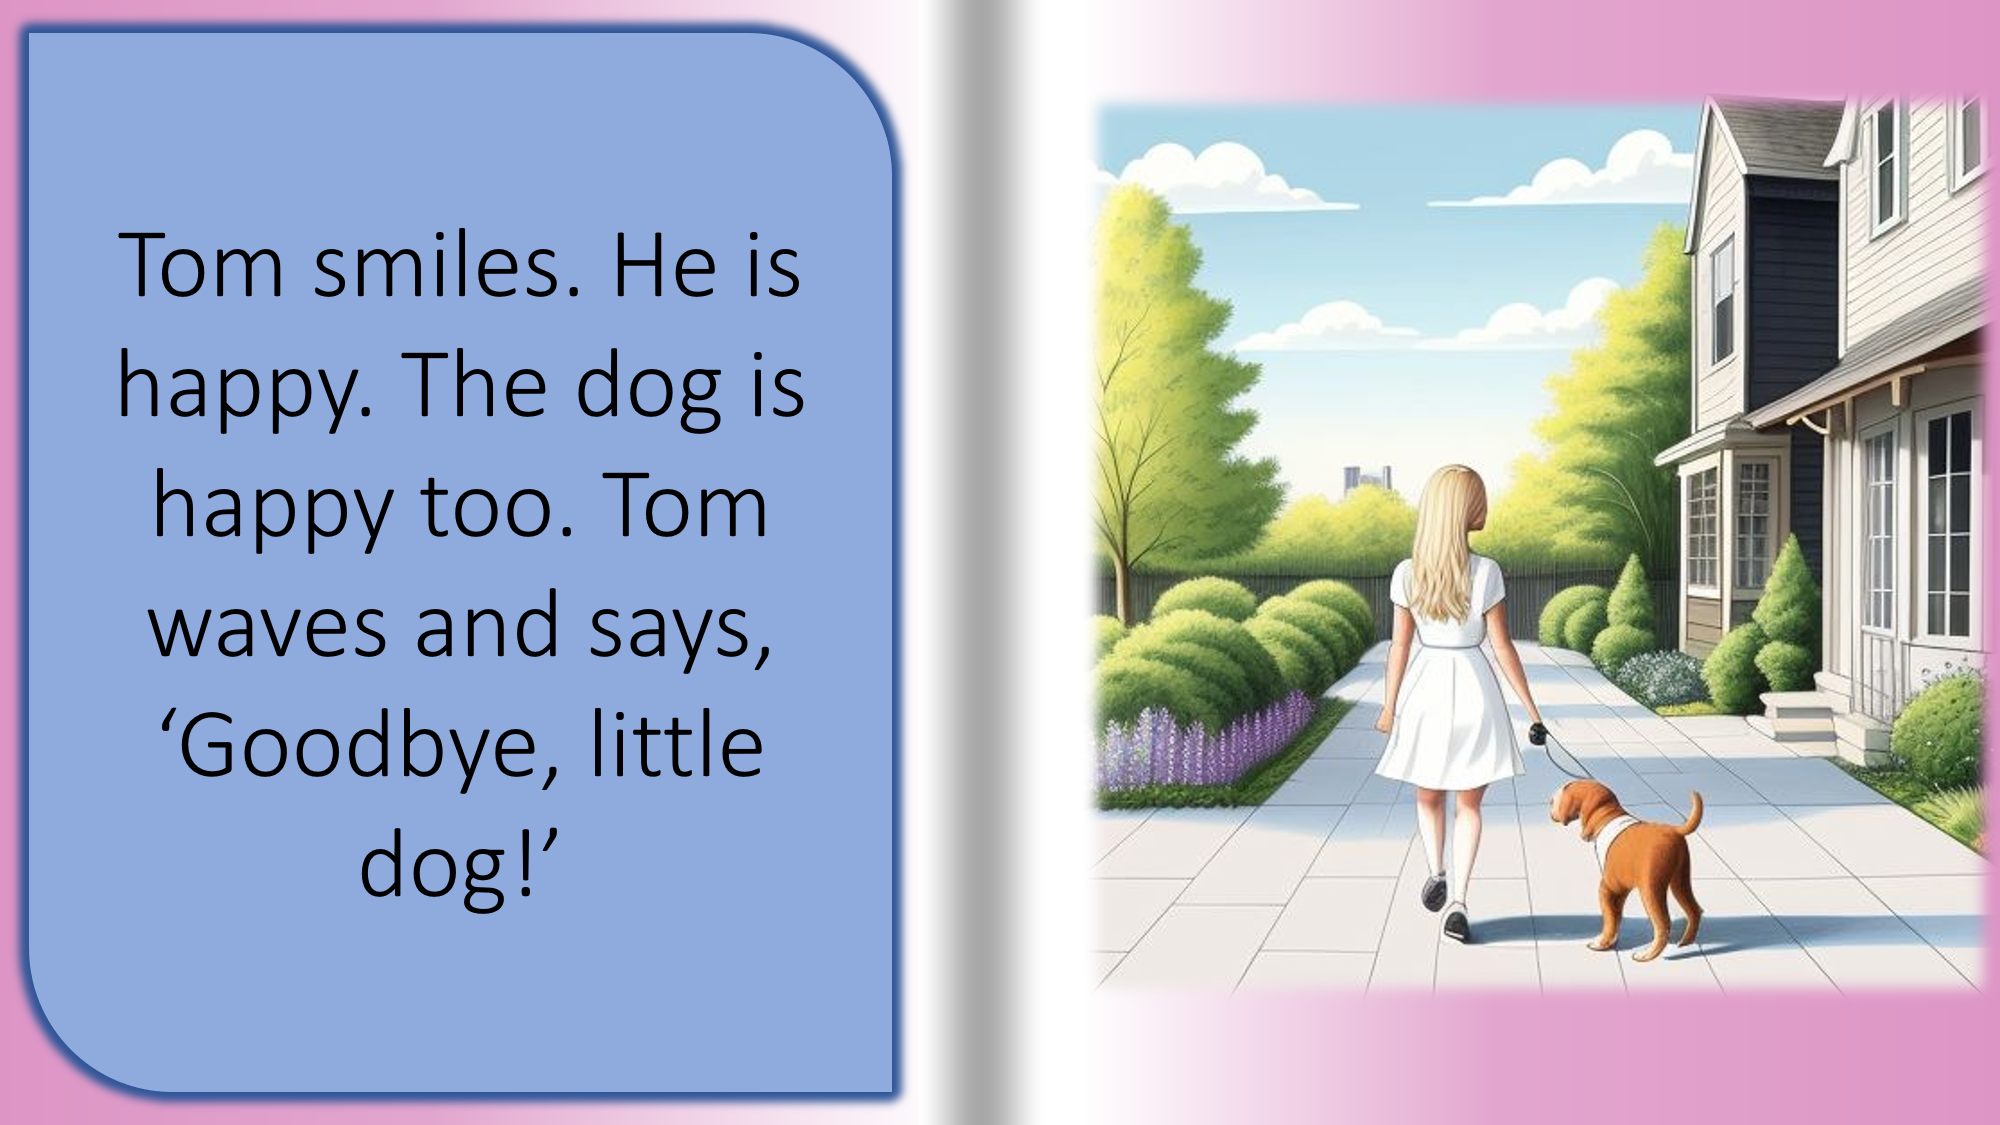 Tom smiles. He is
happy. The dog is
happy too. Tom
waves and says,
‘Goodbye, little
dog!’